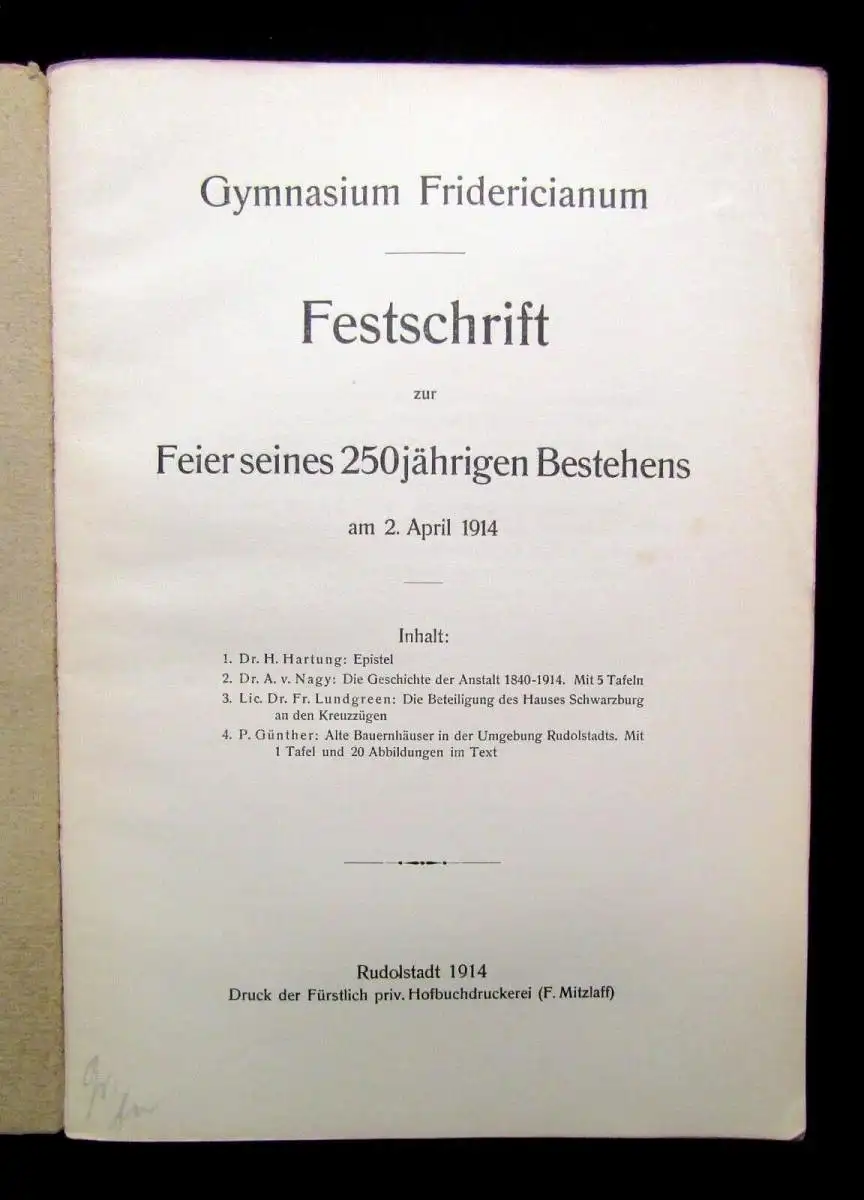 Gymnasium Fridericianum
Festschrift
zur
Feier seines 250jährigen Bestehens
am 2. April 1914
Inhalt:
1. Dr. H. Hartung: Epistel
2. Dr. A. v. Nagy: Die Geschichte der Anstalt 1840-1914. Mit 5 Tafeln
3. Lic. Dr. Fr. Lundgreen: Die Beteiligung des Hauses Schwarzburg
an den Kreuzzügen
4. P. Günther: Alte Bauernhäuser in der Umgebung Rudolstadts. Mit
1 Tafel und 20 Abbildungen im Text
Rudolstadt 1914
Druck der Fürstlich priv. Hofbuchdruckerei (F. Mitzlaff)